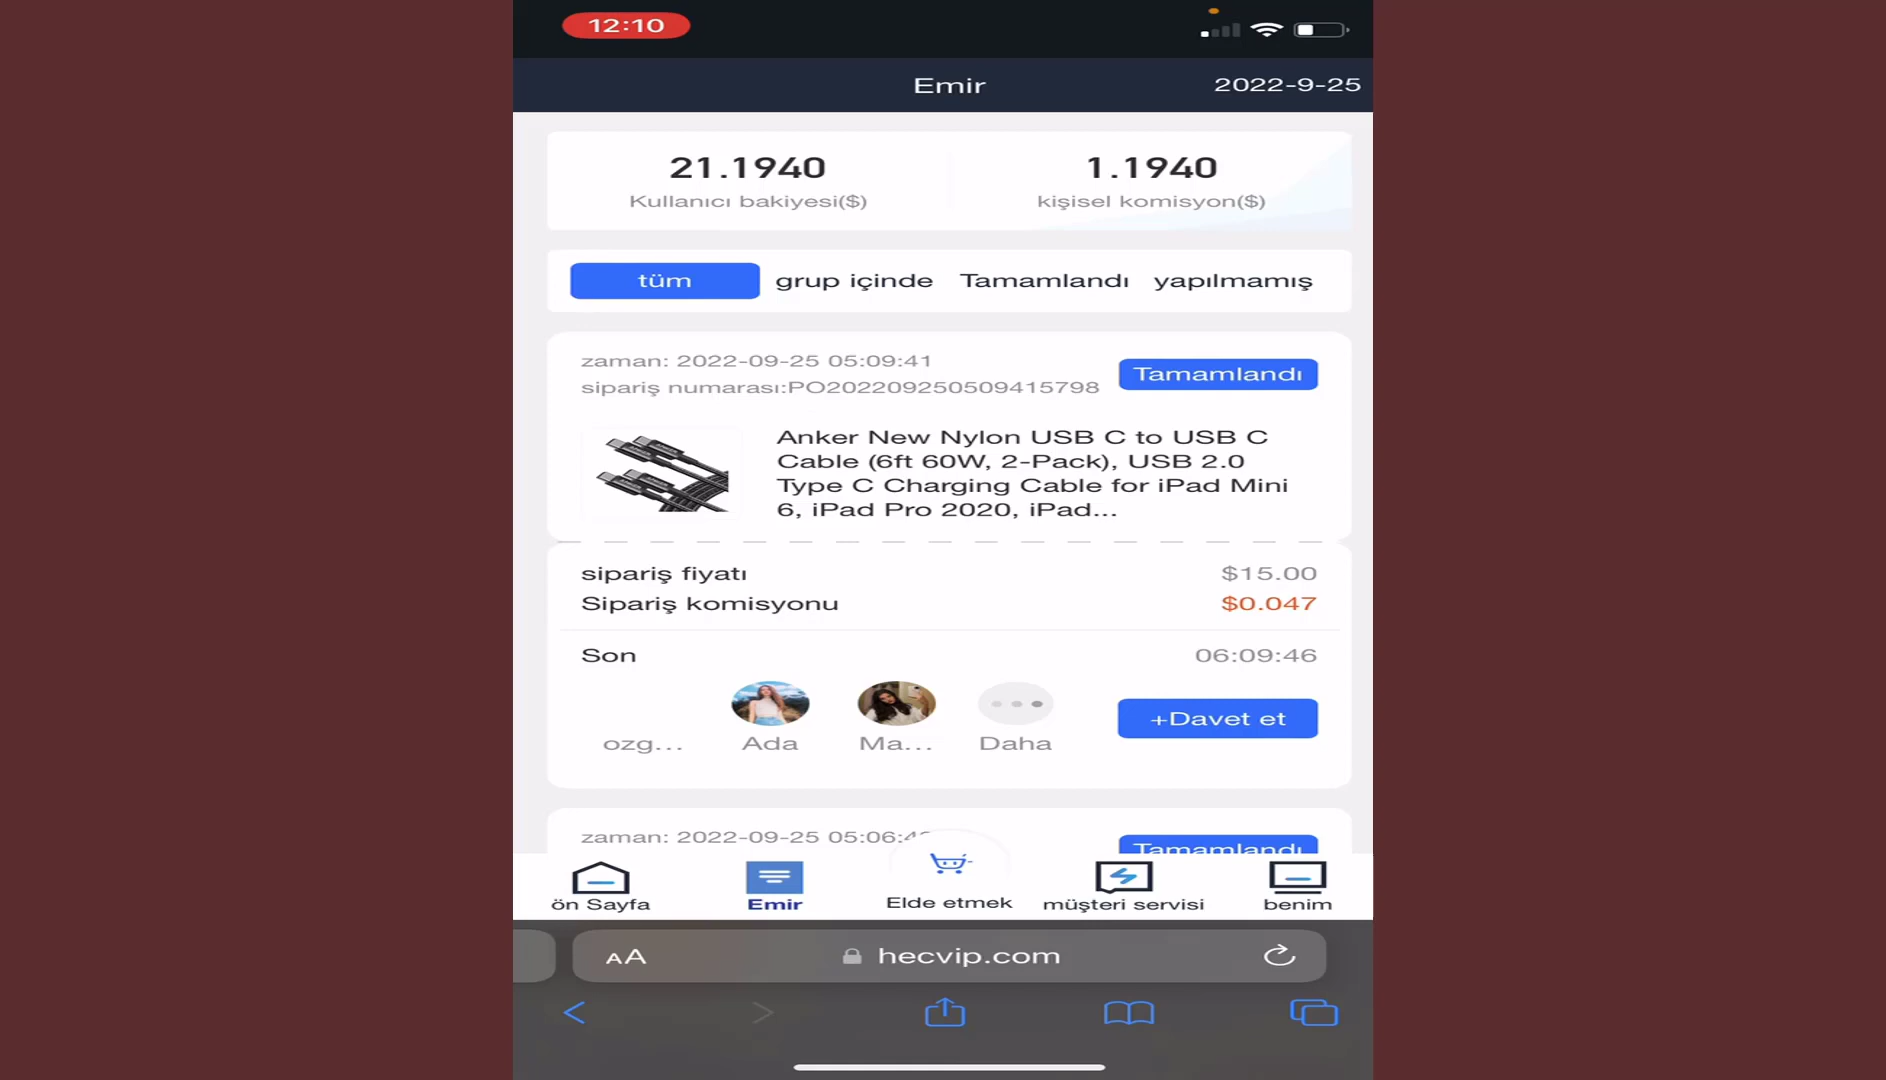 12:10
Emir
2022-9-25
21.1940
1.1940
Kullanıcı bakiyesi($)
kişisel komisyon($)
tüm
grup içinde
Tamamlandı
yapılmamış
zaman: 2022-09-25 05:09:41
sipariş numarası:PO202209250509415798
Tamamlandı
Anker New Nylon USB C to USB C
Cable (6ft 60W, 2-Pack), USB 2.0
Type C Charging Cable for iPad Mini
6, iPad Pro 2020, iPad...
sipariş fiyatı
$15.00
Sipariş komisyonu
$0.047
Son
06:09:46
ozg...
Ada
Ma...
Daha
+Davet et
zaman: 2022-09-25 05:06:4
Tamamlandı
ön Sayfa
Emir
Elde etmek
müşteri servisi
benim
AA
hecvip.com